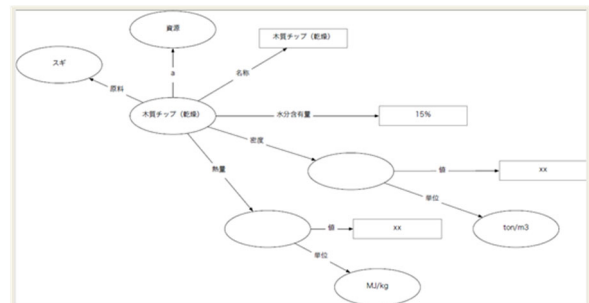 資源
木質チップ（乾燥）
スギ
a
名称
原料
木質チップ（乾燥）
水分含有量
15%
密度
熱量
値
xx
単位
値
xx
ton/m3
単位
MJ/kg